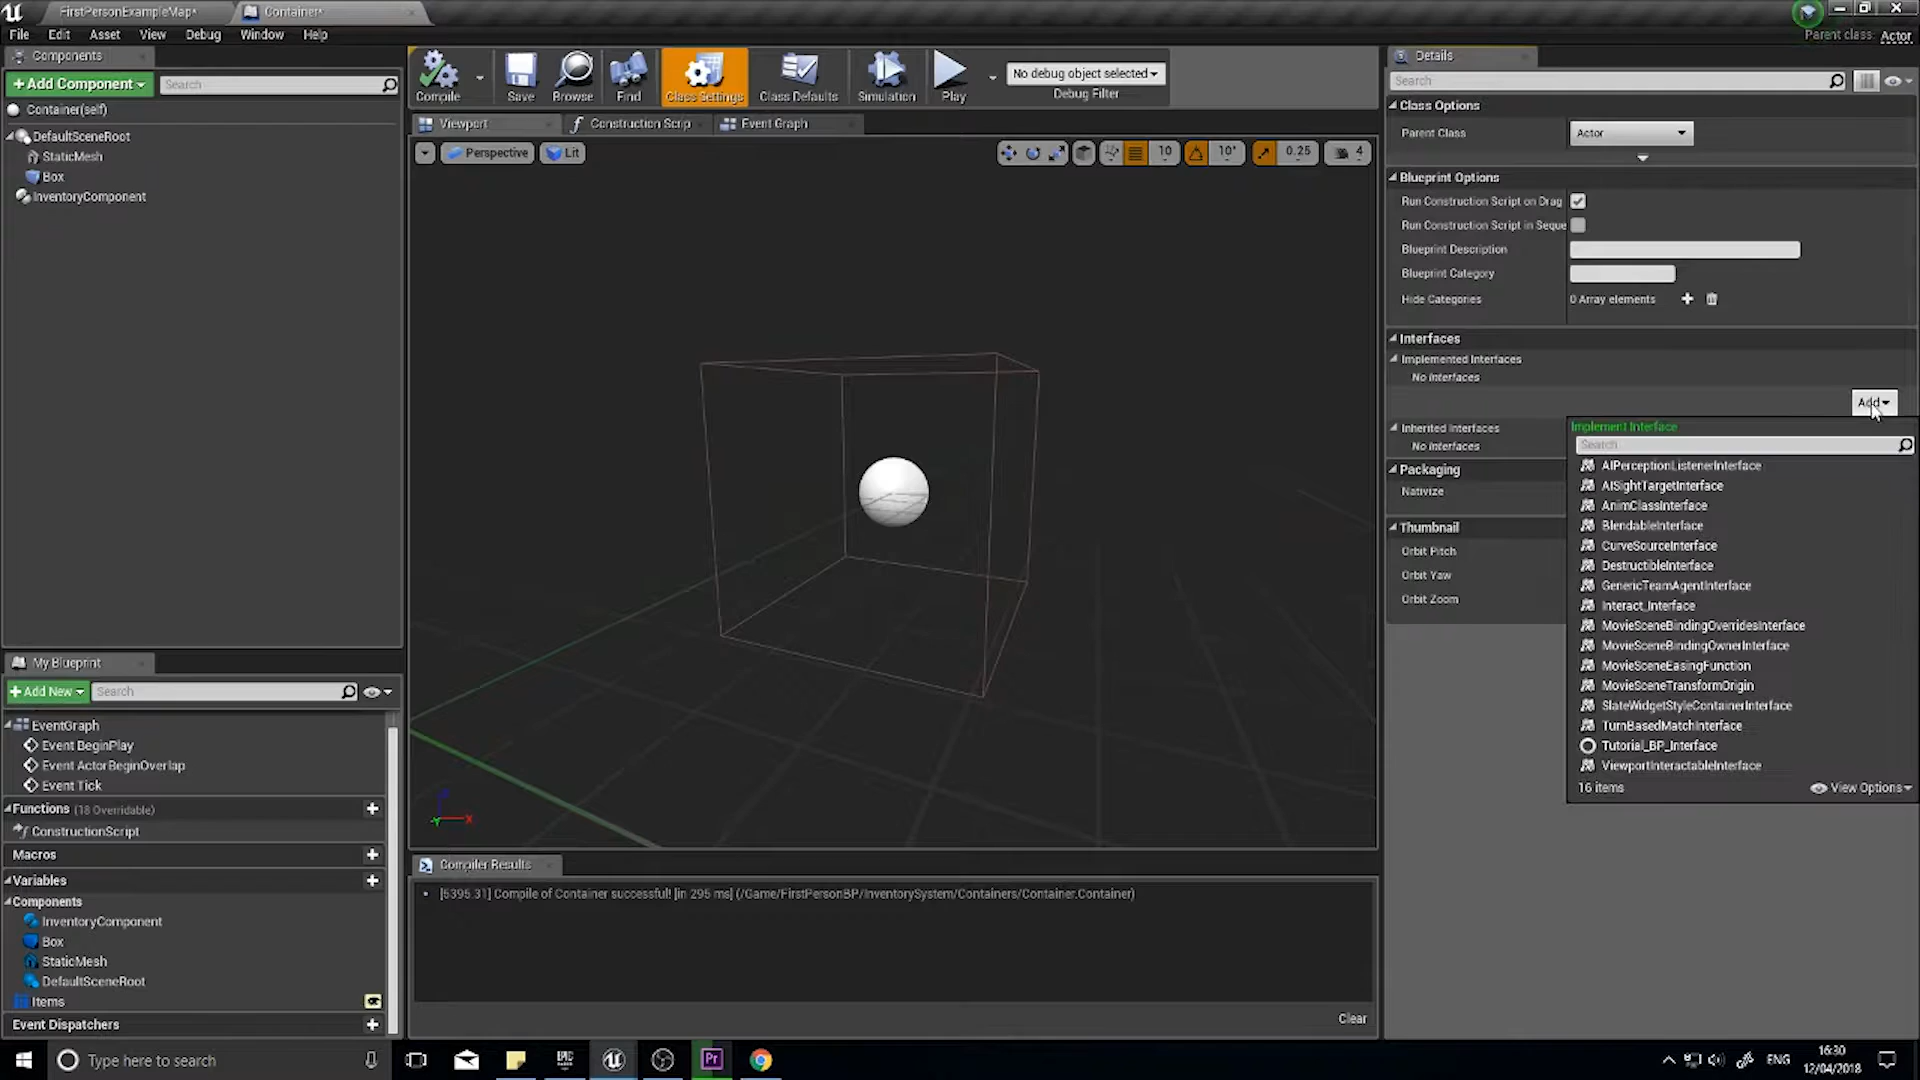 FirstPersonExampleMap*
Container*
File Edit Asset View Debug Window Help
Parent class: Actor
Components
+Add Component
Search
Container(self)
DefaultSceneRoot
StaticMesh
Box
InventoryComponent
Compile
Save
Browse
Find
Class Settings
Class Defaults
Simulation
Play
No debug object selected
Debug Filter
Viewport
Construction Scrip
Event Graph
Perspective
Lit
10
10°
0.25
4
X
Details
Search
Class Options
Parent Class
Actor
Blueprint Options
Run Construction Script on Drag
Run Construction Script in Seque
Blueprint Description
Blueprint Category
Hide Categories
0 Array elements
Interfaces
Implemented Interfaces
No Interfaces
Add
Inherited Interfaces
No Interfaces
Packaging
Nativize
Thumbnail
Orbit Pitch
Orbit Yaw
Orbit Zoom
Implement Interface
Search
AIPerceptionListenerInterface
AISightTargetInterface
AnimClassInterface
BlendableInterface
CurveSourceInterface
DestructibleInterface
GenericTeamAgentInterface
Interact_Interface
MovieSceneBindingOverridesInterface
MovieSceneBindingOwnerInterface
MovieSceneEasingFunction
MovieSceneTransformOrigin
SlateWidgetStyleContainerInterface
TurnBasedMatchInterface
Tutorial_BP_Interface
ViewportInteractableInterface
16 items
View Options
My Blueprint
+Add New
Search
EventGraph
Event BeginPlay
Event ActorBeginOverlap
Event Tick
Functions (18 Overridable)
ConstructionScript
Macros
Variables
Components
InventoryComponent
Box
StaticMesh
DefaultSceneRoot
Items
Event Dispatchers
Compiler Results
[5395.31] Compile of Container successful! [in 295 ms] (/Game/FirstPersonBP/InventorySystem/Containers/Container.Container)
Clear
Type here to search
EPIC
Pr
ENG
16:30
12/04/2018